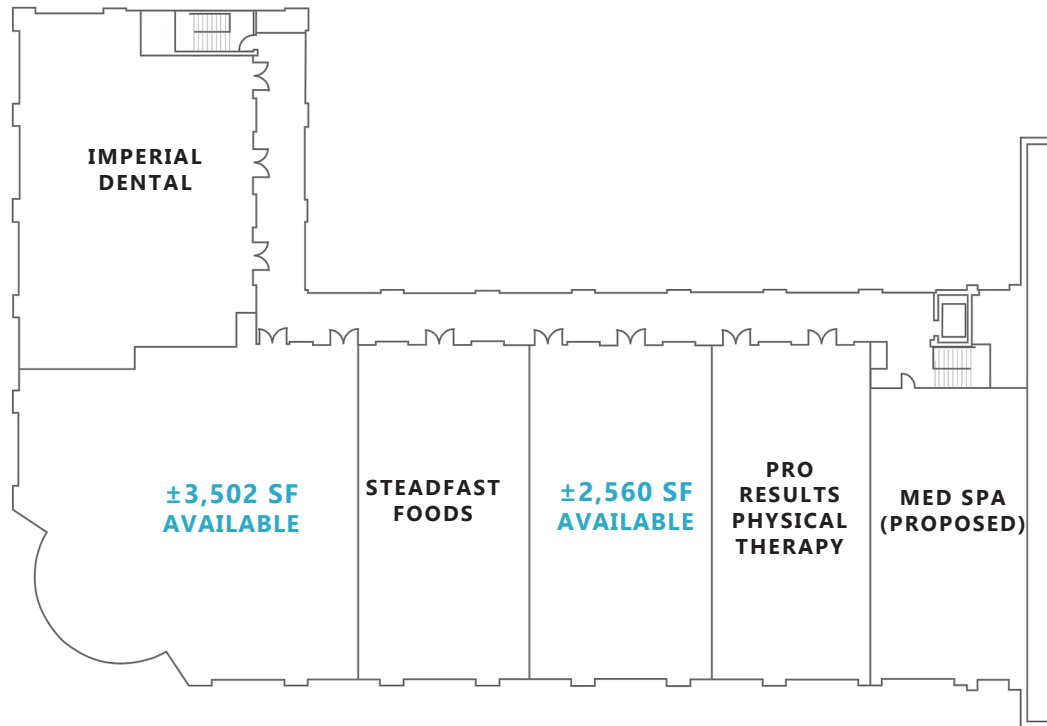 IMPERIAL
DENTAL
±3,502 SF
AVAILABLE
STEADFAST
FOODS
±2,560 SF
AVAILABLE
PRO
RESULTS
PHYSICAL
THERAPY
MED SPA
(PROPOSED)